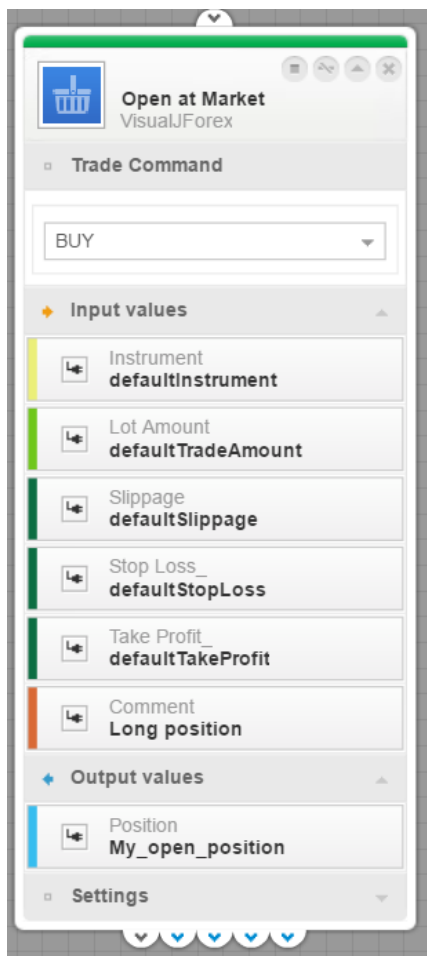 Open at Market
VisualJForex
Trade Command
BUY
Input values
Instrument
defaultInstrument
Lot Amount
defaultTradeAmount
Slippage
defaultSlippage
Stop Loss_
defaultStopLoss
Take Profit_
defaultTakeProfit
Comment
Long position
Output values
Position
My_open_position
Settings